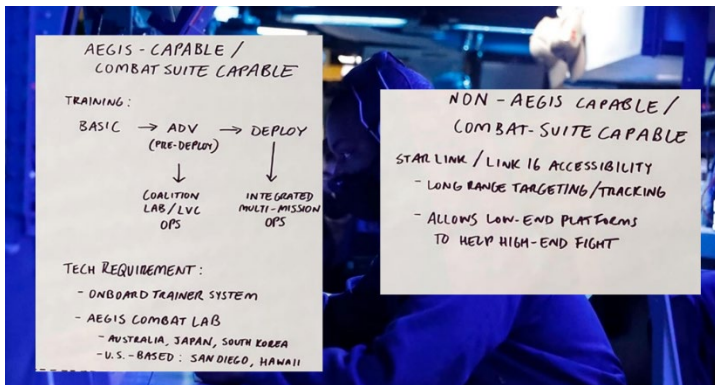 AEGIS - CAPABLE /
COMBAT SUITE CAPABLE
TRAINING:
BASIC → ADV → DEPLOY
(PRE-DEPLOY)
↓ ↓
COALITION INTEGRATED
LAB/LVC MULTI-MISSION
OPS OPS
TECH REQUIREMENT:
- ONBOARD TRAINER SYSTEM
- AEGIS COMBAT LAB
- AUSTRALIA, JAPAN, SOUTH KOREA
- U.S.-BASED: SAN DIEGO, HAWAII
NON - AEGIS CAPABLE /
COMBAT-SUITE CAPABLE
STAR LINK / LINK 16 ACCESSIBILITY
- LONG RANGE TARGETING/TRACKING
- ALLOWS LOW-END PLATFORMS
TO HELP HIGH-END FIGHT